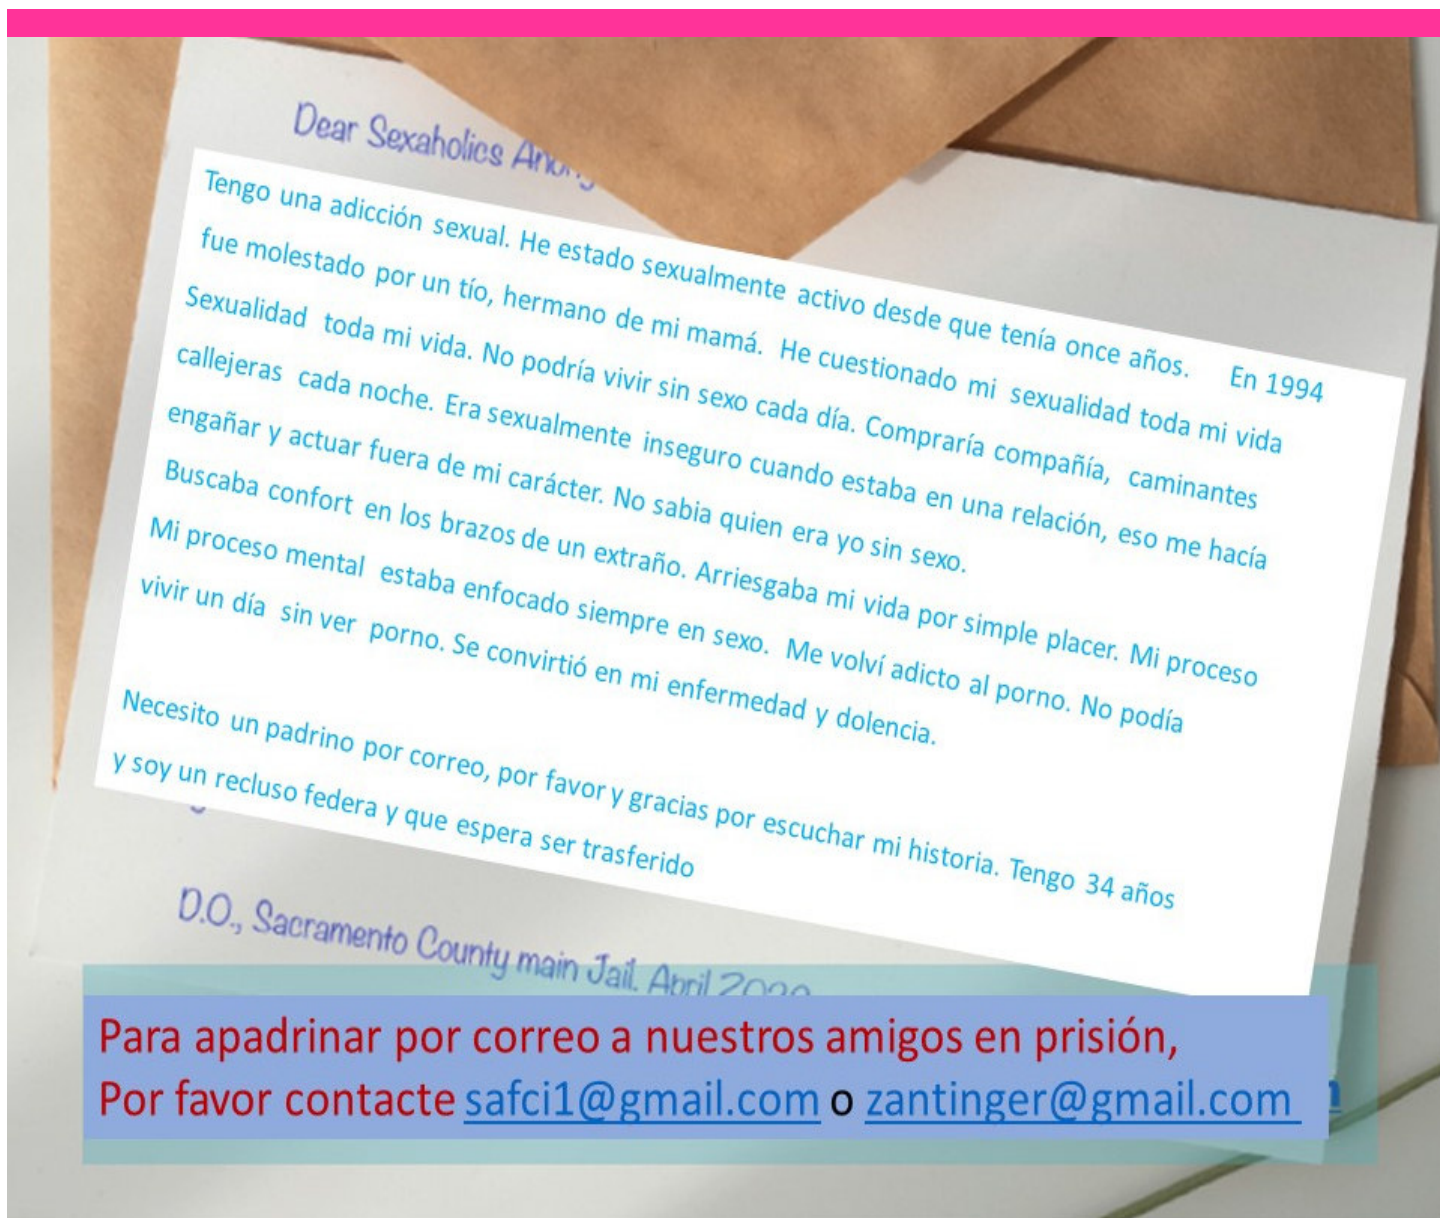 Dear Sexaholics
Tengo una adicción sexual. He estado sexualmente activo desde que tenía once años. En 1994
fue molestado por un tío, hermano de mi mamá. He cuestionado mi sexualidad toda mi vida
Sexualidad toda mi vida. No podría vivir sin sexo cada día. Compraría compañía, caminantes
callejeras cada noche. Era sexualmente inseguro cuando estaba en una relación, eso me hacía
engañar y actuar fuera de mi carácter. No sabia quien era yo sin sexo.
Buscaba confort en los brazos de un extraño. Arriesgaba mi vida por simple placer. Mi proceso
Mi proceso mental estaba enfocado siempre en sexo. Me volví adicto al porno. No podía
vivir un día sin ver porno. Se convirtió en mi enfermedad y dolencia.
Necesito un padrino por correo, por favor y gracias por escuchar mi historia. Tengo 34 años
y soy un recluso federa y que espera ser trasferido
D.O., Sacramento County main Jail. April
Para apadrinar por correo a nuestros amigos en prisión,
Por favor contacte safci1@gmail.com o zantinger@gmail.com